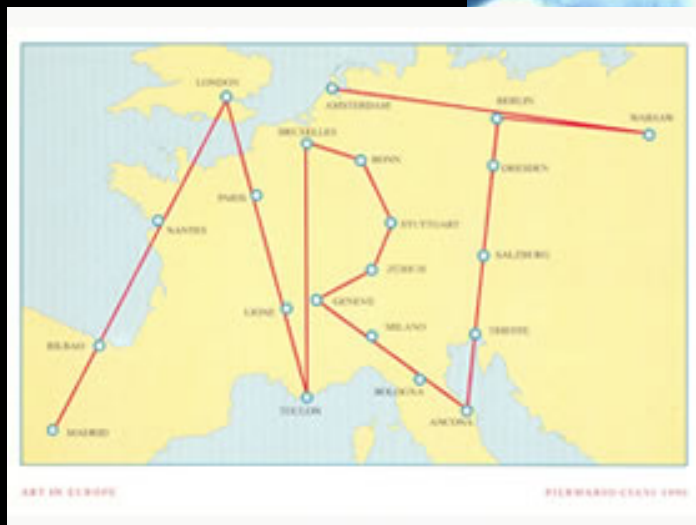 LONDON
AMSTERDAM
BERLIN
WARSAW
BRUXELLES
BONN
DRESDEN
PARIS
NANTES
STUTTGART
SALZBURG
ZURICH
GENEVE
LIONE
MILANO
TRIESTE
BILBAO
BOLOGNA
TOULON
ANCONA
MADRID
ART IN EUROPE
PIERMARIO CIANI 1990